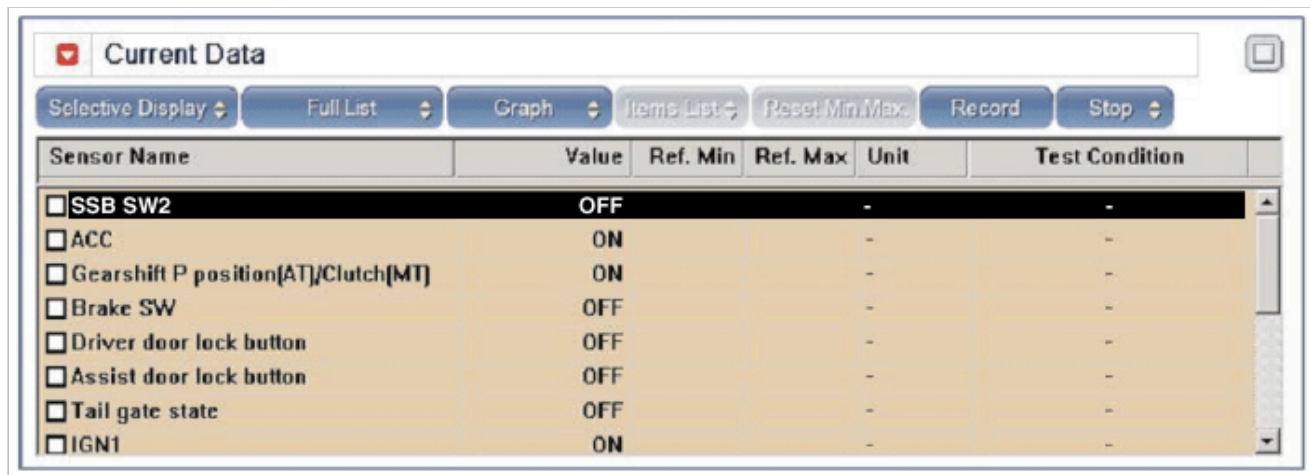 Current Data
Selective Display Full List Graph Items List Reset Min.Max. Record Stop
Sensor Name Value Ref. Min Ref. Max Unit Test Condition
SSB SW2 OFF - -
ACC ON - -
Gearshift P position(AT)/Clutch(MT) ON - -
Brake SW OFF - -
Driver door lock button OFF - -
Assist door lock button OFF - -
Tail gate state OFF - -
IGN1 ON - -